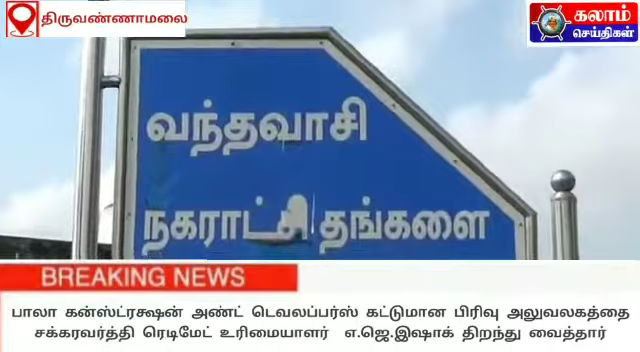 திருவண்ணாமலை
கலாம்
செய்திகள்
வந்தவாசி
நகராட்சி தங்களை
BREAKING NEWS
பாலா கன்ஸ்ட்ரக்ஷன் அண்ட் டெவலப்பர்ஸ் கட்டுமான பிரிவு அலுவலகத்தை
சக்கரவர்த்தி ரெடிமேட் உரிமையாளர் எ.ஜெ.இஷாக் திறந்து வைத்தார்